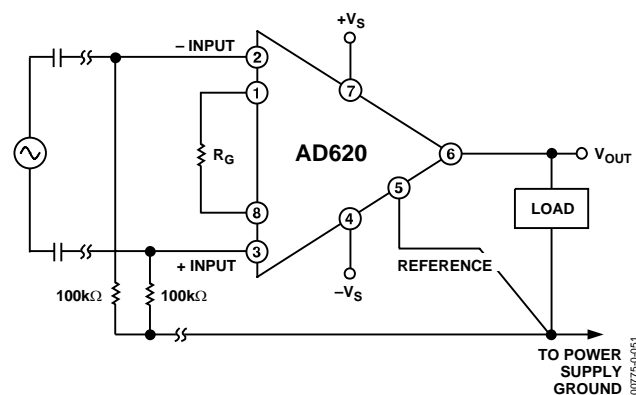 +VS
– INPUT
2
1
7
RG
AD620
6
VOUT
5
8
4
LOAD
3
+ INPUT
REFERENCE
–VS
100kΩ
100kΩ
TO POWER
SUPPLY
GROUND
00775-0-051